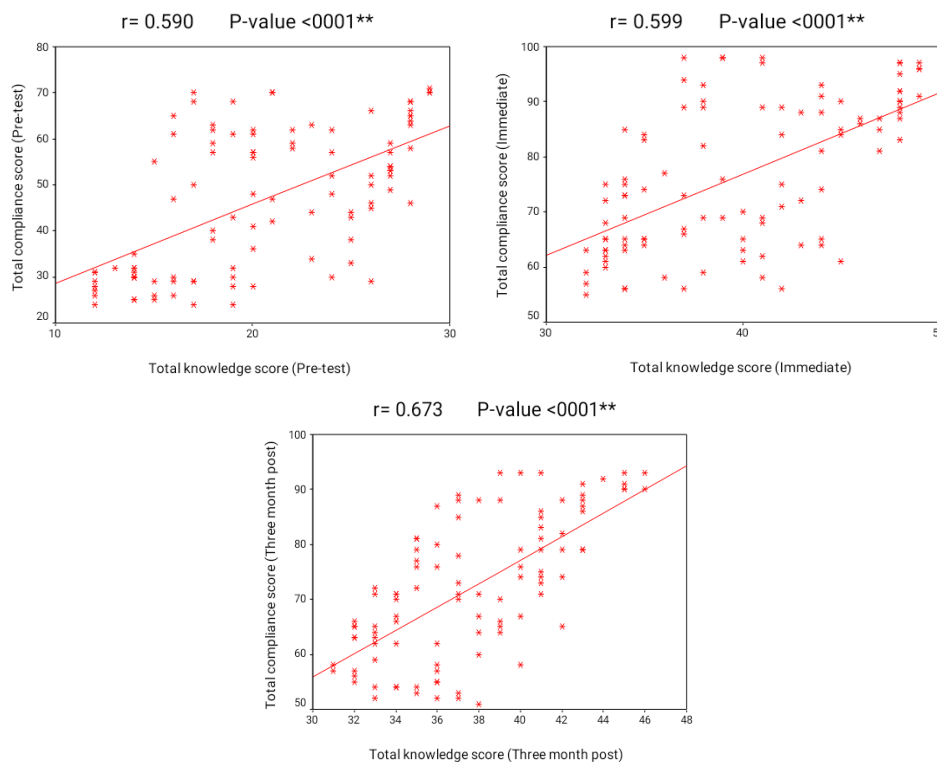 r= 0.590 P-value <0001**
80
70
60
50
40
30
20
10 20 30
Total compliance score (Pre-test)
Total knowledge score (Pre-test)
r= 0.599 P-value <0001**
100
90
80
70
60
50
30 40 5
Total compliance score (Immediate)
Total knowledge score (Immediate)
r= 0.673 P-value <0001**
100
90
80
70
60
50
30 32 34 36 38 40 42 44 46 48
Total compliance score (Three month post)
Total knowledge score (Three month post)